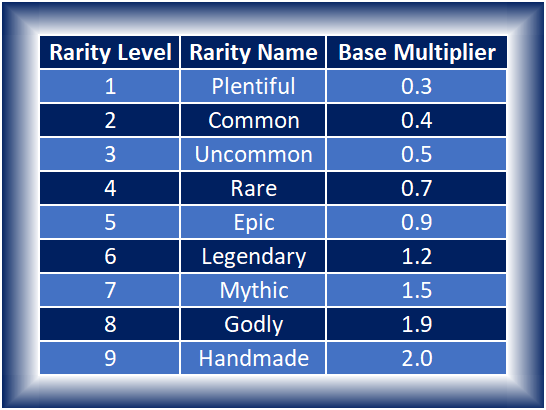 Rarity Level Rarity Name Base Multiplier
1 Plentiful 0.3
2 Common 0.4
3 Uncommon 0.5
4 Rare 0.7
5 Epic 0.9
6 Legendary 1.2
7 Mythic 1.5
8 Godly 1.9
9 Handmade 2.0